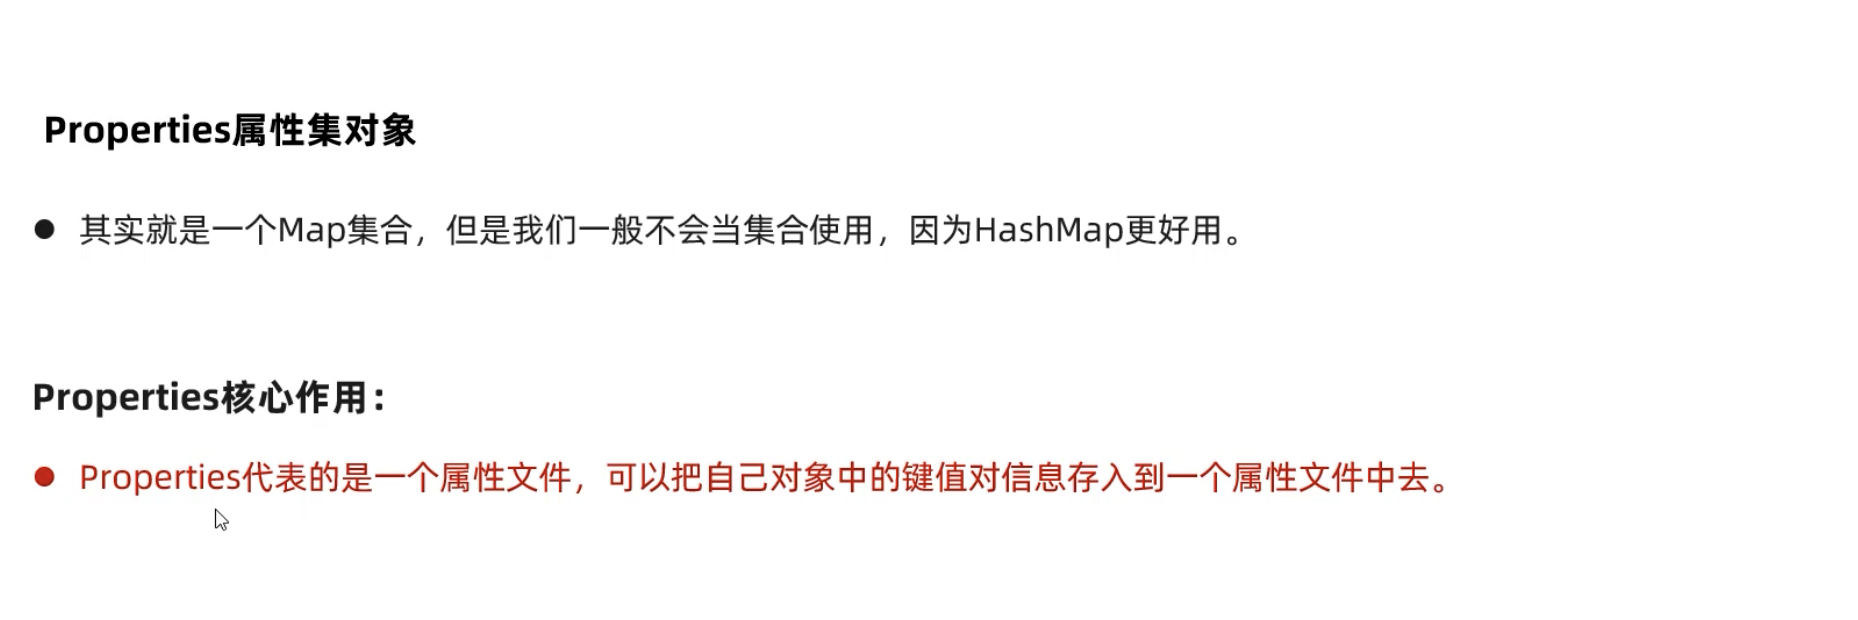 Properties属性集对象
● 其实就是一个Map集合，但是我们一般不会当集合使用，因为HashMap更好用。
Properties核心作用：
● Properties代表的是一个属性文件，可以把自己对象中的键值对信息存入到一个属性文件中去。